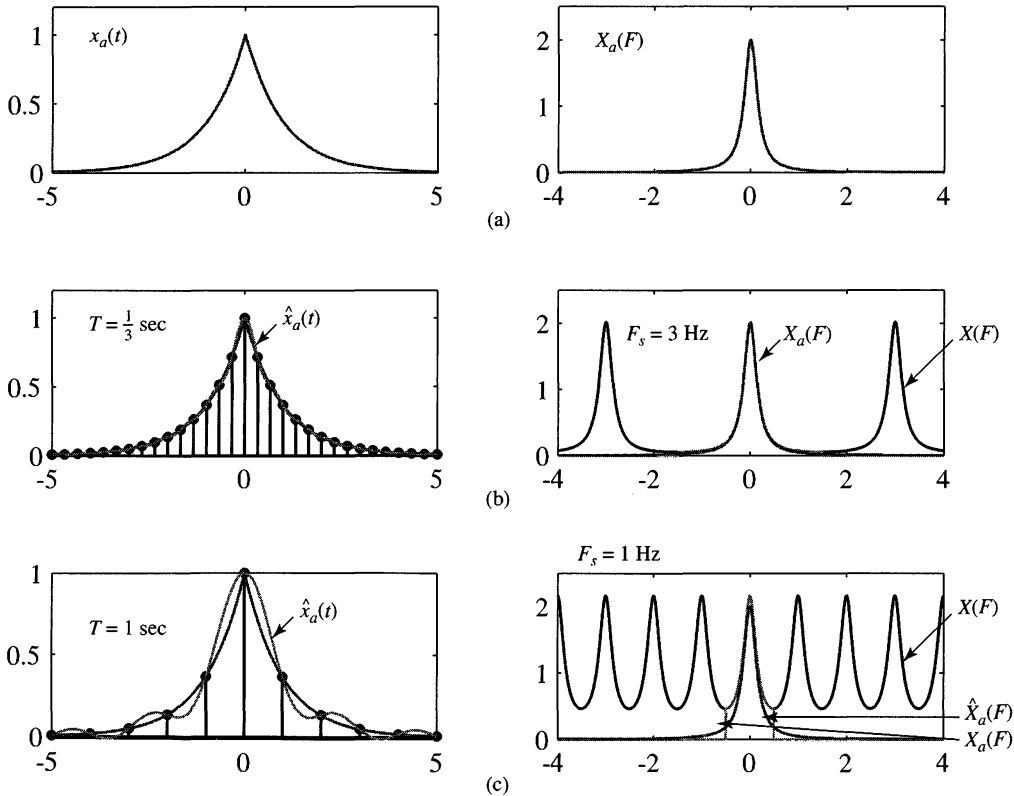 1
0.5
0
-5
0
5
x_a(t)
2
1
0
-4
-2
0
2
4
X_a(F)
(a)
1
0.5
0
-5
0
5
T = 1/3 sec
x̂_a(t)
2
1
0
-4
-2
0
2
4
F_s = 3 Hz
X_a(F)
X(F)
(b)
1
0.5
0
-5
0
5
T = 1 sec
x̂_a(t)
F_s = 1 Hz
2
1
0
-4
-2
0
2
4
X(F)
X̂_a(F)
X_a(F)
(c)